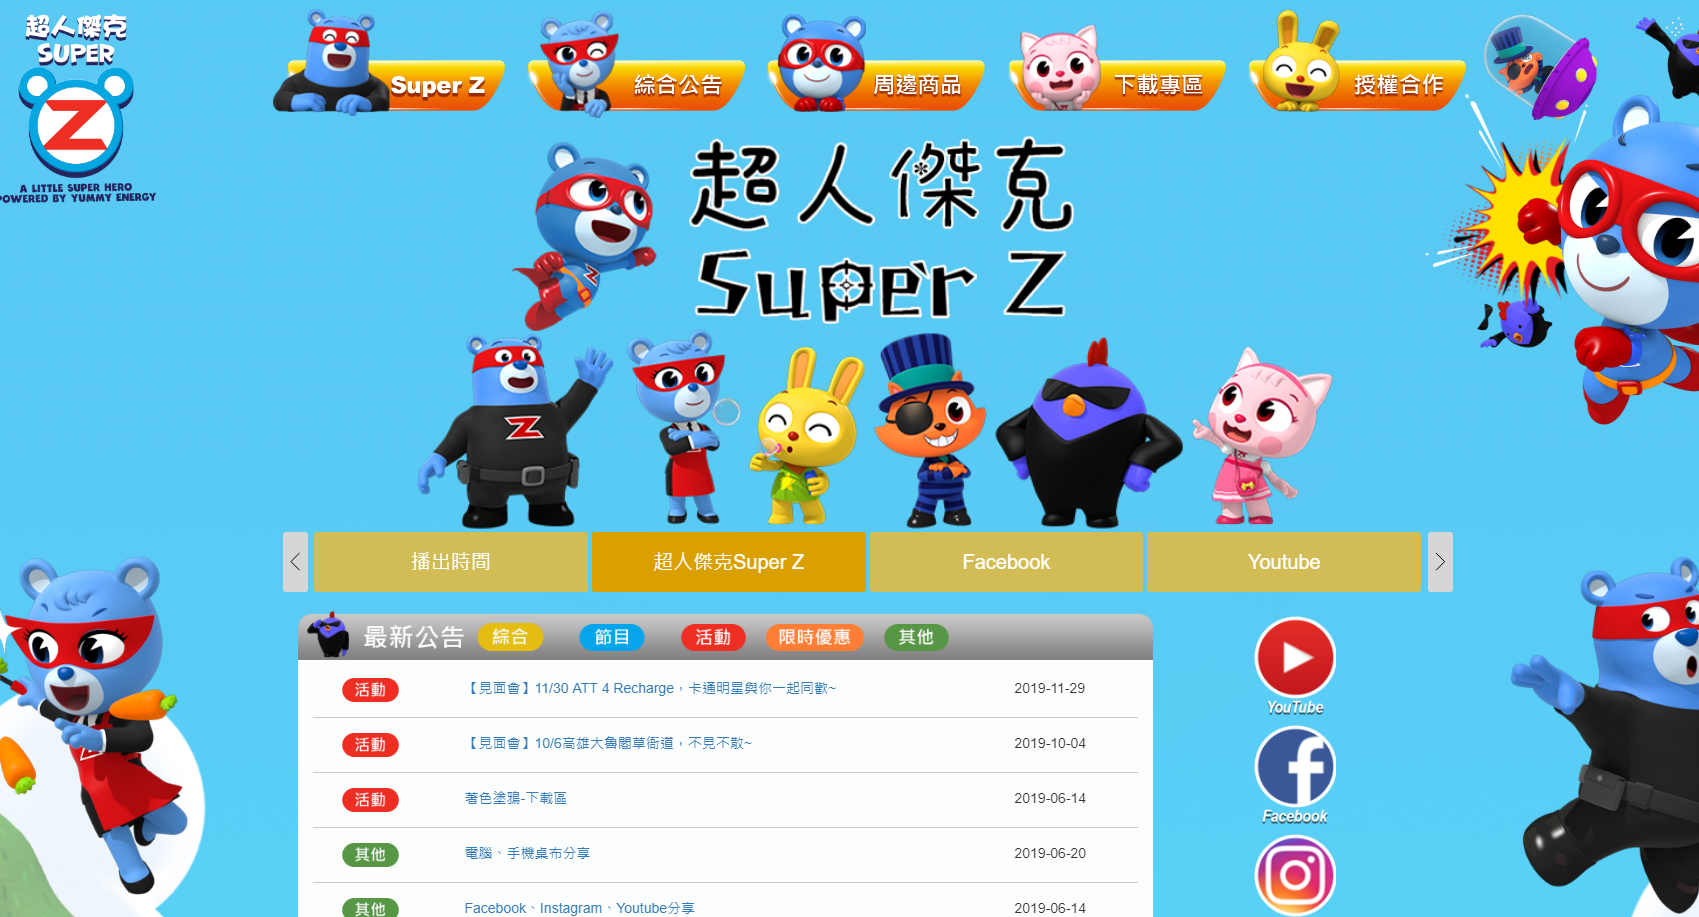 超人傑克
SUPER
Z
A LITTLE SUPER HERO
POWERED BY YUMMY ENERGY
Super Z
綜合公告
周邊商品
下載專區
授權合作
超人傑克
Super Z
Z
Z
播出時間
超人傑克Super Z
Facebook
Youtube
最新公告 綜合 節目 活動 限時優惠 其他
活動 【見面會】11/30 ATT 4 Recharge，卡通明星與你一起同歡~ 2019-11-29
活動 【見面會】10/6高雄大魯閣草衙道，不見不散~ 2019-10-04
活動 著色塗鴉-下載區 2019-06-14
其他 電腦、手機桌布分享 2019-06-20
其他 Facebook、Instagram、Youtube分享 2019-06-14
YouTube
Facebook